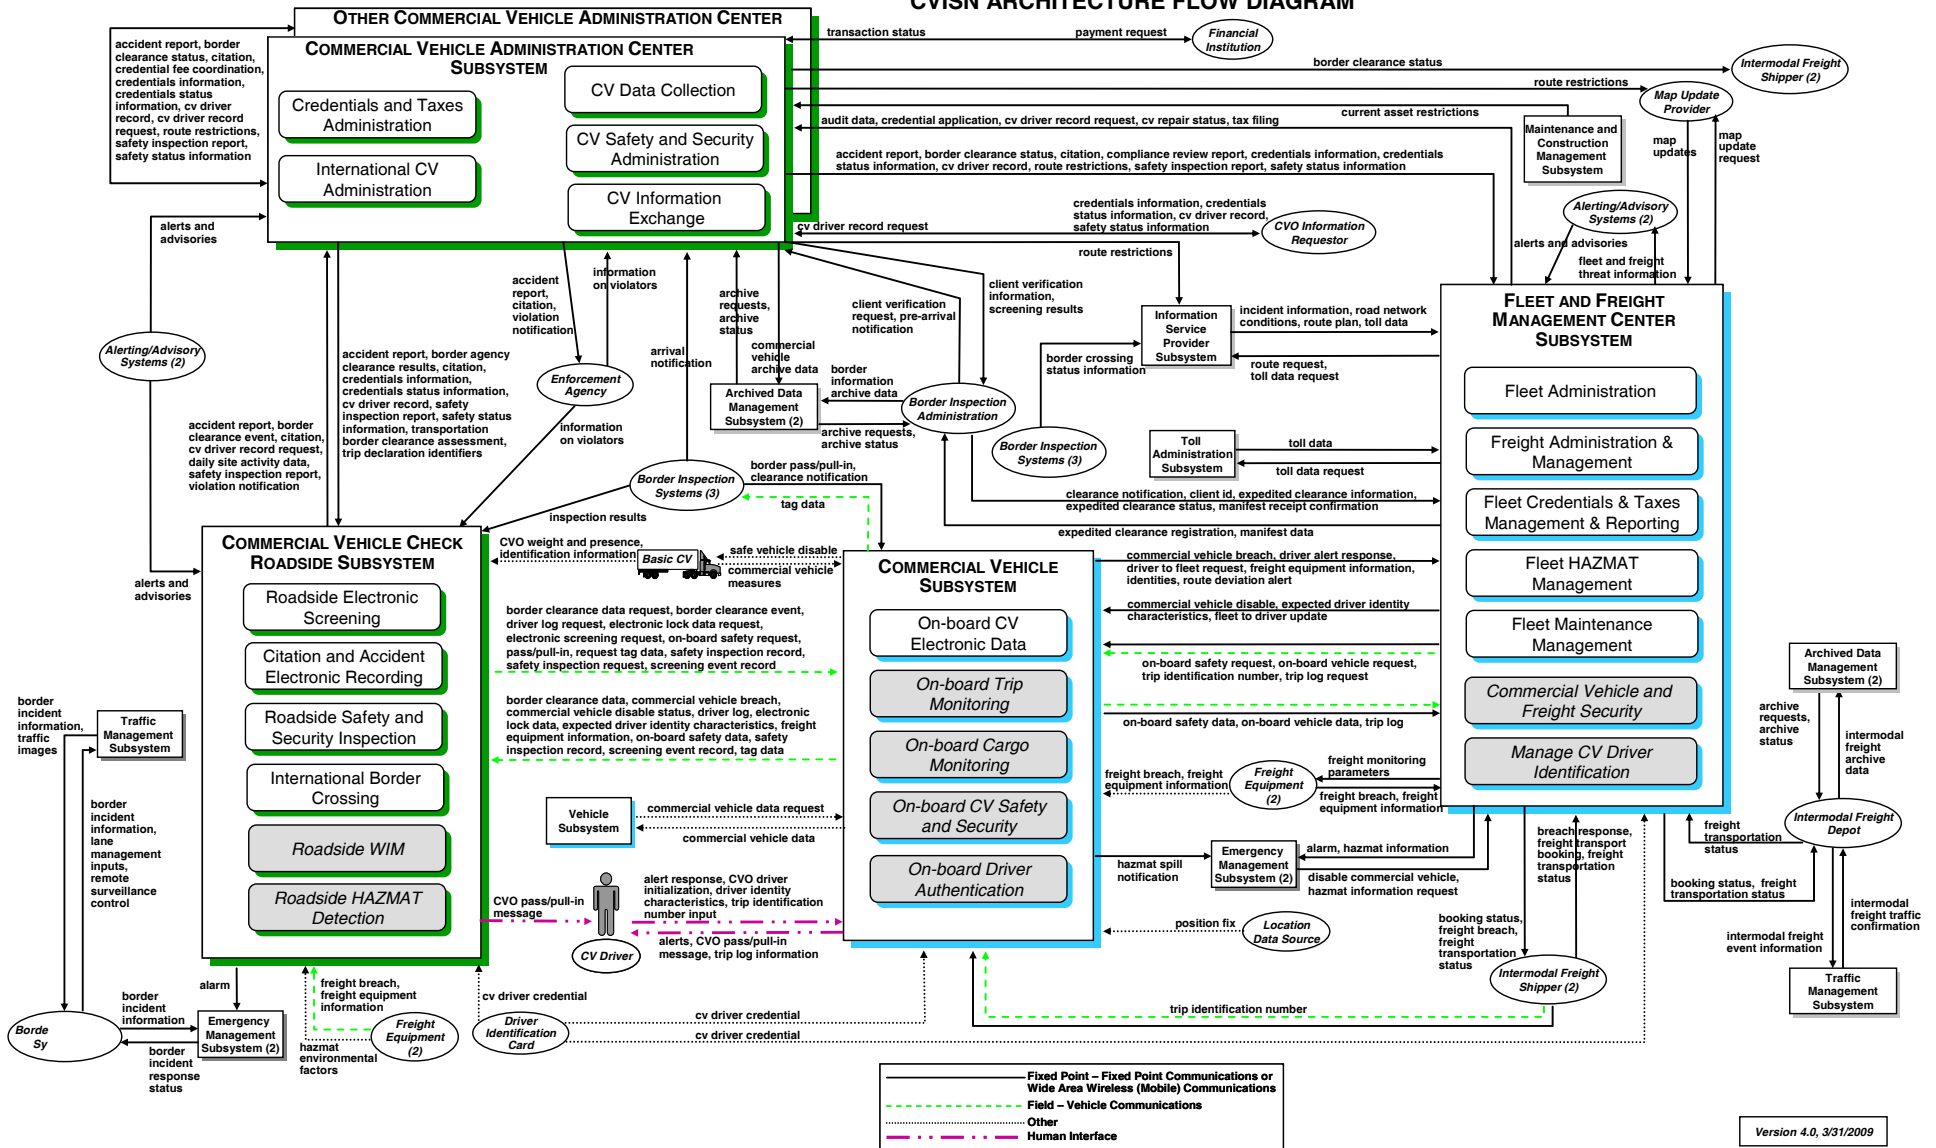 CVISN ARCHITECTURE FLOW DIAGRAM
OTHER COMMERCIAL VEHICLE ADMINISTRATION CENTER
COMMERCIAL VEHICLE ADMINISTRATION CENTER
SUBSYSTEM
Credentials and Taxes
Administration
International CV
Administration
CV Data Collection
CV Safety and Security
Administration
CV Information
Exchange
accident report, border
clearance status, citation,
credential fee coordination,
credentials information,
credentials status
information, cv driver
record, cv driver record
request, route restrictions,
safety inspection report,
safety status information
transaction status
payment request
Financial
Institution
border clearance status
Intermodal Freight
Shipper (2)
route restrictions
Map Update
Provider
current asset restrictions
audit data, credential application, cv driver record request, cv repair status, tax filing
Maintenance and
Construction
Management
Subsystem
map
updates
map
update
request
accident report, border clearance status, citation, compliance review report, credentials information, credentials
status information, cv driver record, route restrictions, safety inspection report, safety status information
credentials information, credentials
status information, cv driver record,
safety status information
cv driver record request
CVO Information
Requestor
route restrictions
Alerting/Advisory
Systems (2)
alerts and advisories
fleet and freight
threat information
alerts and
advisories
Alerting/Advisory
Systems (2)
alerts and
advisories
accident report,
citation,
violation
notification
information
on violators
Enforcement
Agency
information
on violators
arrival
notification
archive
requests,
archive
status
commercial
vehicle
archive data
Archived Data
Management
Subsystem (2)
border
information
archive data
archive requests,
archive status
client verification
request, pre-arrival
notification
client verification
information,
screening results
Border Inspection
Administration
Information
Service
Provider
Subsystem
incident information, road network
conditions, route plan, toll data
route request,
toll data request
border crossing
status information
Border Inspection
Systems (3)
Toll
Administration
Subsystem
toll data
toll data request
clearance notification, client id, expedited clearance information,
expedited clearance status, manifest receipt confirmation
expedited clearance registration, manifest data
accident report, border agency
clearance results, citation,
credentials information,
credentials status information,
cv driver record, safety
inspection report, safety status
information, transportation
border clearance assessment,
trip declaration identifiers
accident report, border
clearance event, citation,
cv driver record request,
daily site activity data,
safety inspection report,
violation notification
Border Inspection
Systems (3)
border pass/pull-in,
clearance notification
tag data
inspection results
CVO weight and presence,
identification information
Basic CV
safe vehicle disable
commercial vehicle
measures
COMMERCIAL VEHICLE CHECK
ROADSIDE SUBSYSTEM
Roadside Electronic
Screening
Citation and Accident
Electronic Recording
Roadside Safety and
Security Inspection
International Border
Crossing
Roadside WIM
Roadside HAZMAT
Detection
border clearance data request, border clearance event,
driver log request, electronic lock data request,
electronic screening request, on-board safety request,
pass/pull-in, request tag data, safety inspection record,
safety inspection request, screening event record
border clearance data, commercial vehicle breach,
commercial vehicle disable status, driver log, electronic
lock data, expected driver identity characteristics, freight
equipment information, on-board safety data, safety
inspection record, screening event record, tag data
Vehicle
Subsystem
commercial vehicle data request
commercial vehicle data
CVO pass/pull-in
message
alert response, CVO driver
initialization, driver identity
characteristics, trip identification
number input
alerts, CVO pass/pull-in
message, trip log information
CV Driver
COMMERCIAL VEHICLE
SUBSYSTEM
On-board CV
Electronic Data
On-board Trip
Monitoring
On-board Cargo
Monitoring
On-board CV Safety
and Security
On-board Driver
Authentication
commercial vehicle breach, driver alert response,
driver to fleet request, freight equipment information,
identities, route deviation alert
commercial vehicle disable, expected driver identity
characteristics, fleet to driver update
on-board safety request, on-board vehicle request,
trip identification number, trip log request
on-board safety data, on-board vehicle data, trip log
freight breach, freight
equipment information
Freight
Equipment
(2)
freight monitoring
parameters
freight breach, freight
equipment information
hazmat spill
notification
Emergency
Management
Subsystem (2)
alarm, hazmat information
disable commercial vehicle,
hazmat information request
position fix
Location
Data Source
FLEET AND FREIGHT
MANAGEMENT CENTER
SUBSYSTEM
Fleet Administration
Freight Administration &
Management
Fleet Credentials & Taxes
Management & Reporting
Fleet HAZMAT
Management
Fleet Maintenance
Management
Commercial Vehicle and
Freight Security
Manage CV Driver
Identification
Archived Data
Management
Subsystem (2)
archive
requests,
archive
status
intermodal
freight
archive
data
Intermodal Freight
Depot
freight
transportation
status
booking status, freight
transportation status
breach response,
freight transport
booking, freight
transportation
status
booking status,
freight breach,
freight
transportation
status
Intermodal Freight
Shipper (2)
intermodal freight
event information
intermodal
freight traffic
confirmation
Traffic
Management
Subsystem
trip identification number
border
incident
information,
traffic
images
Traffic
Management
Subsystem
border
incident
information,
lane
management
inputs,
remote
surveillance
control
Borde
Sy
border
incident
information
border
incident
response
status
alarm
Emergency
Management
Subsystem (2)
freight breach,
freight equipment
information
hazmat
environmental
factors
Freight
Equipment
(2)
cv driver credential
Driver
Identification
Card
cv driver credential
cv driver credential
Fixed Point – Fixed Point Communications or
Wide Area Wireless (Mobile) Communications
Field – Vehicle Communications
Other
Human Interface
Version 4.0, 3/31/2009